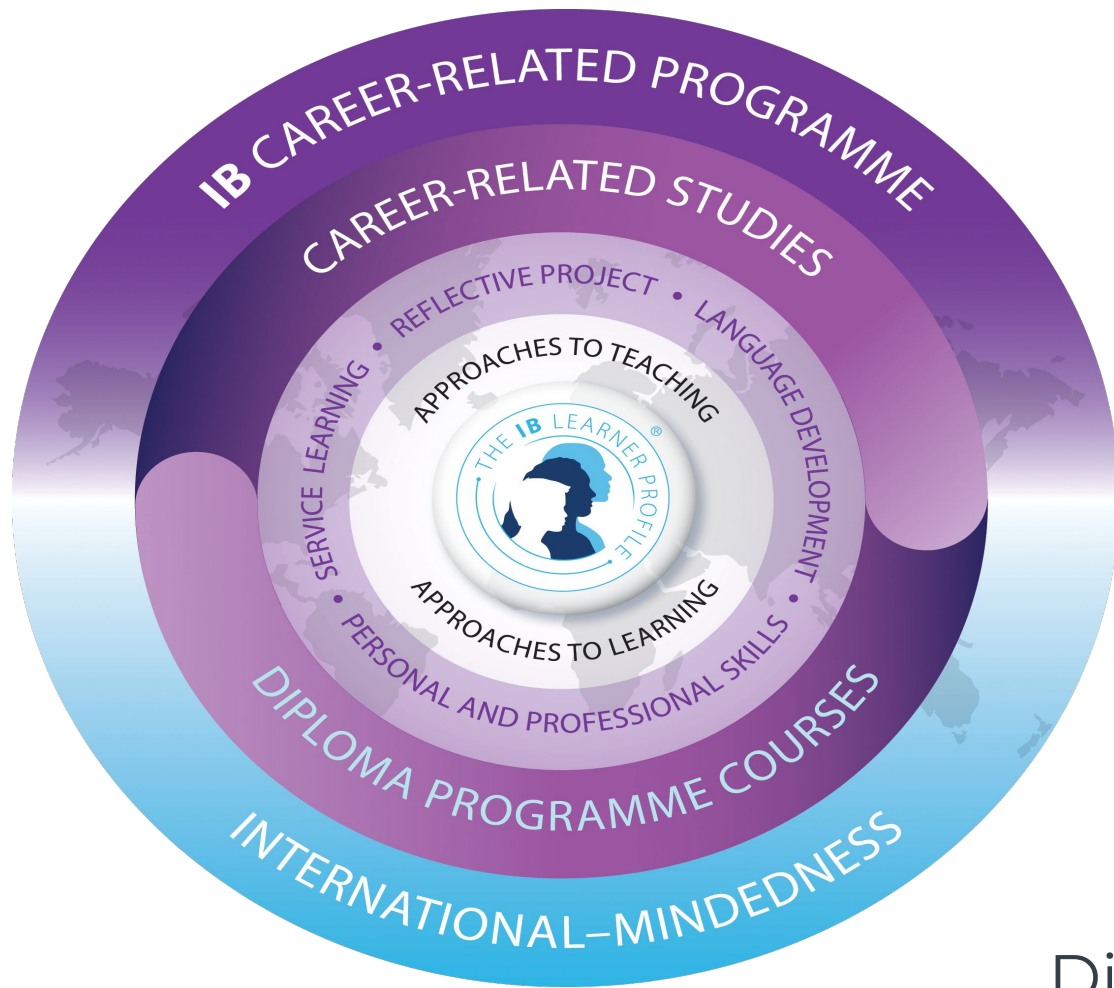 IB CAREER-RELATED PROGRAMME
CAREER-RELATED STUDIES
SERVICE LEARNING • REFLECTIVE PROJECT • LANGUAGE DEVELOPMENT •
APPROACHES TO TEACHING
THE IB LEARNER PROFILE ®
APPROACHES TO LEARNING
• PERSONAL AND PROFESSIONAL SKILLS
DIPLOMA PROGRAMME COURSES
INTERNATIONAL–MINDEDNESS
Di